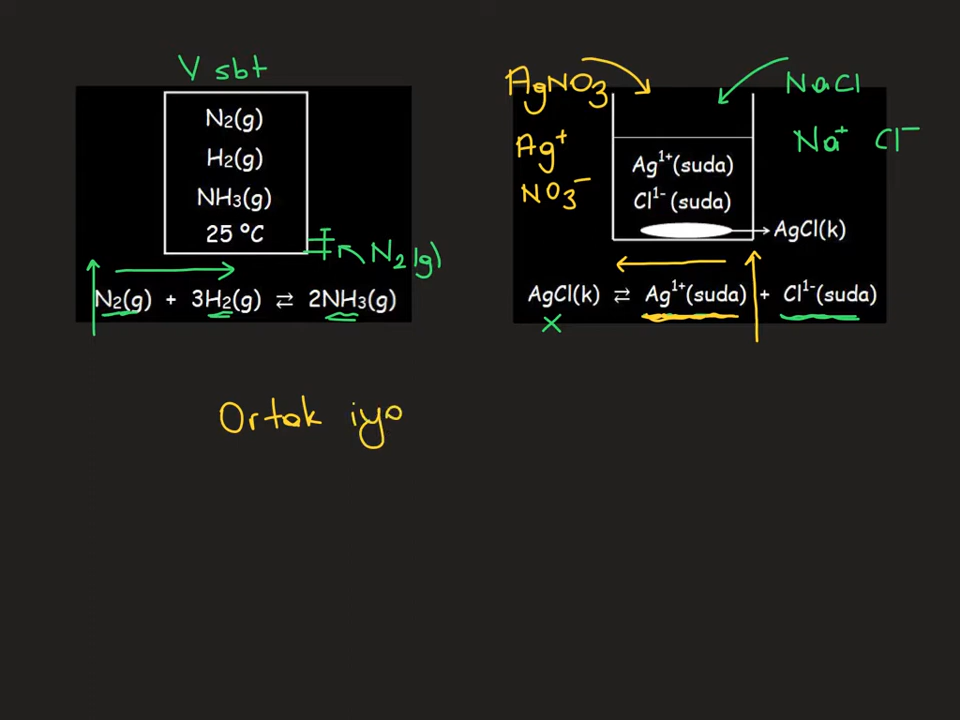 V sbt
N₂(g)
H₂(g)
NH₃(g)
25 °C
N₂(g)
N₂(g) + 3H₂(g) ⇄ 2NH₃(g)
AgNO₃
Ag⁺
NO₃⁻
NaCl
Na⁺ Cl⁻
Ag¹⁺(suda)
Cl¹⁻(suda)
AgCl(k)
AgCl(k) ⇄ Ag¹⁺(suda) + Cl¹⁻(suda)
X
Ortak iyo